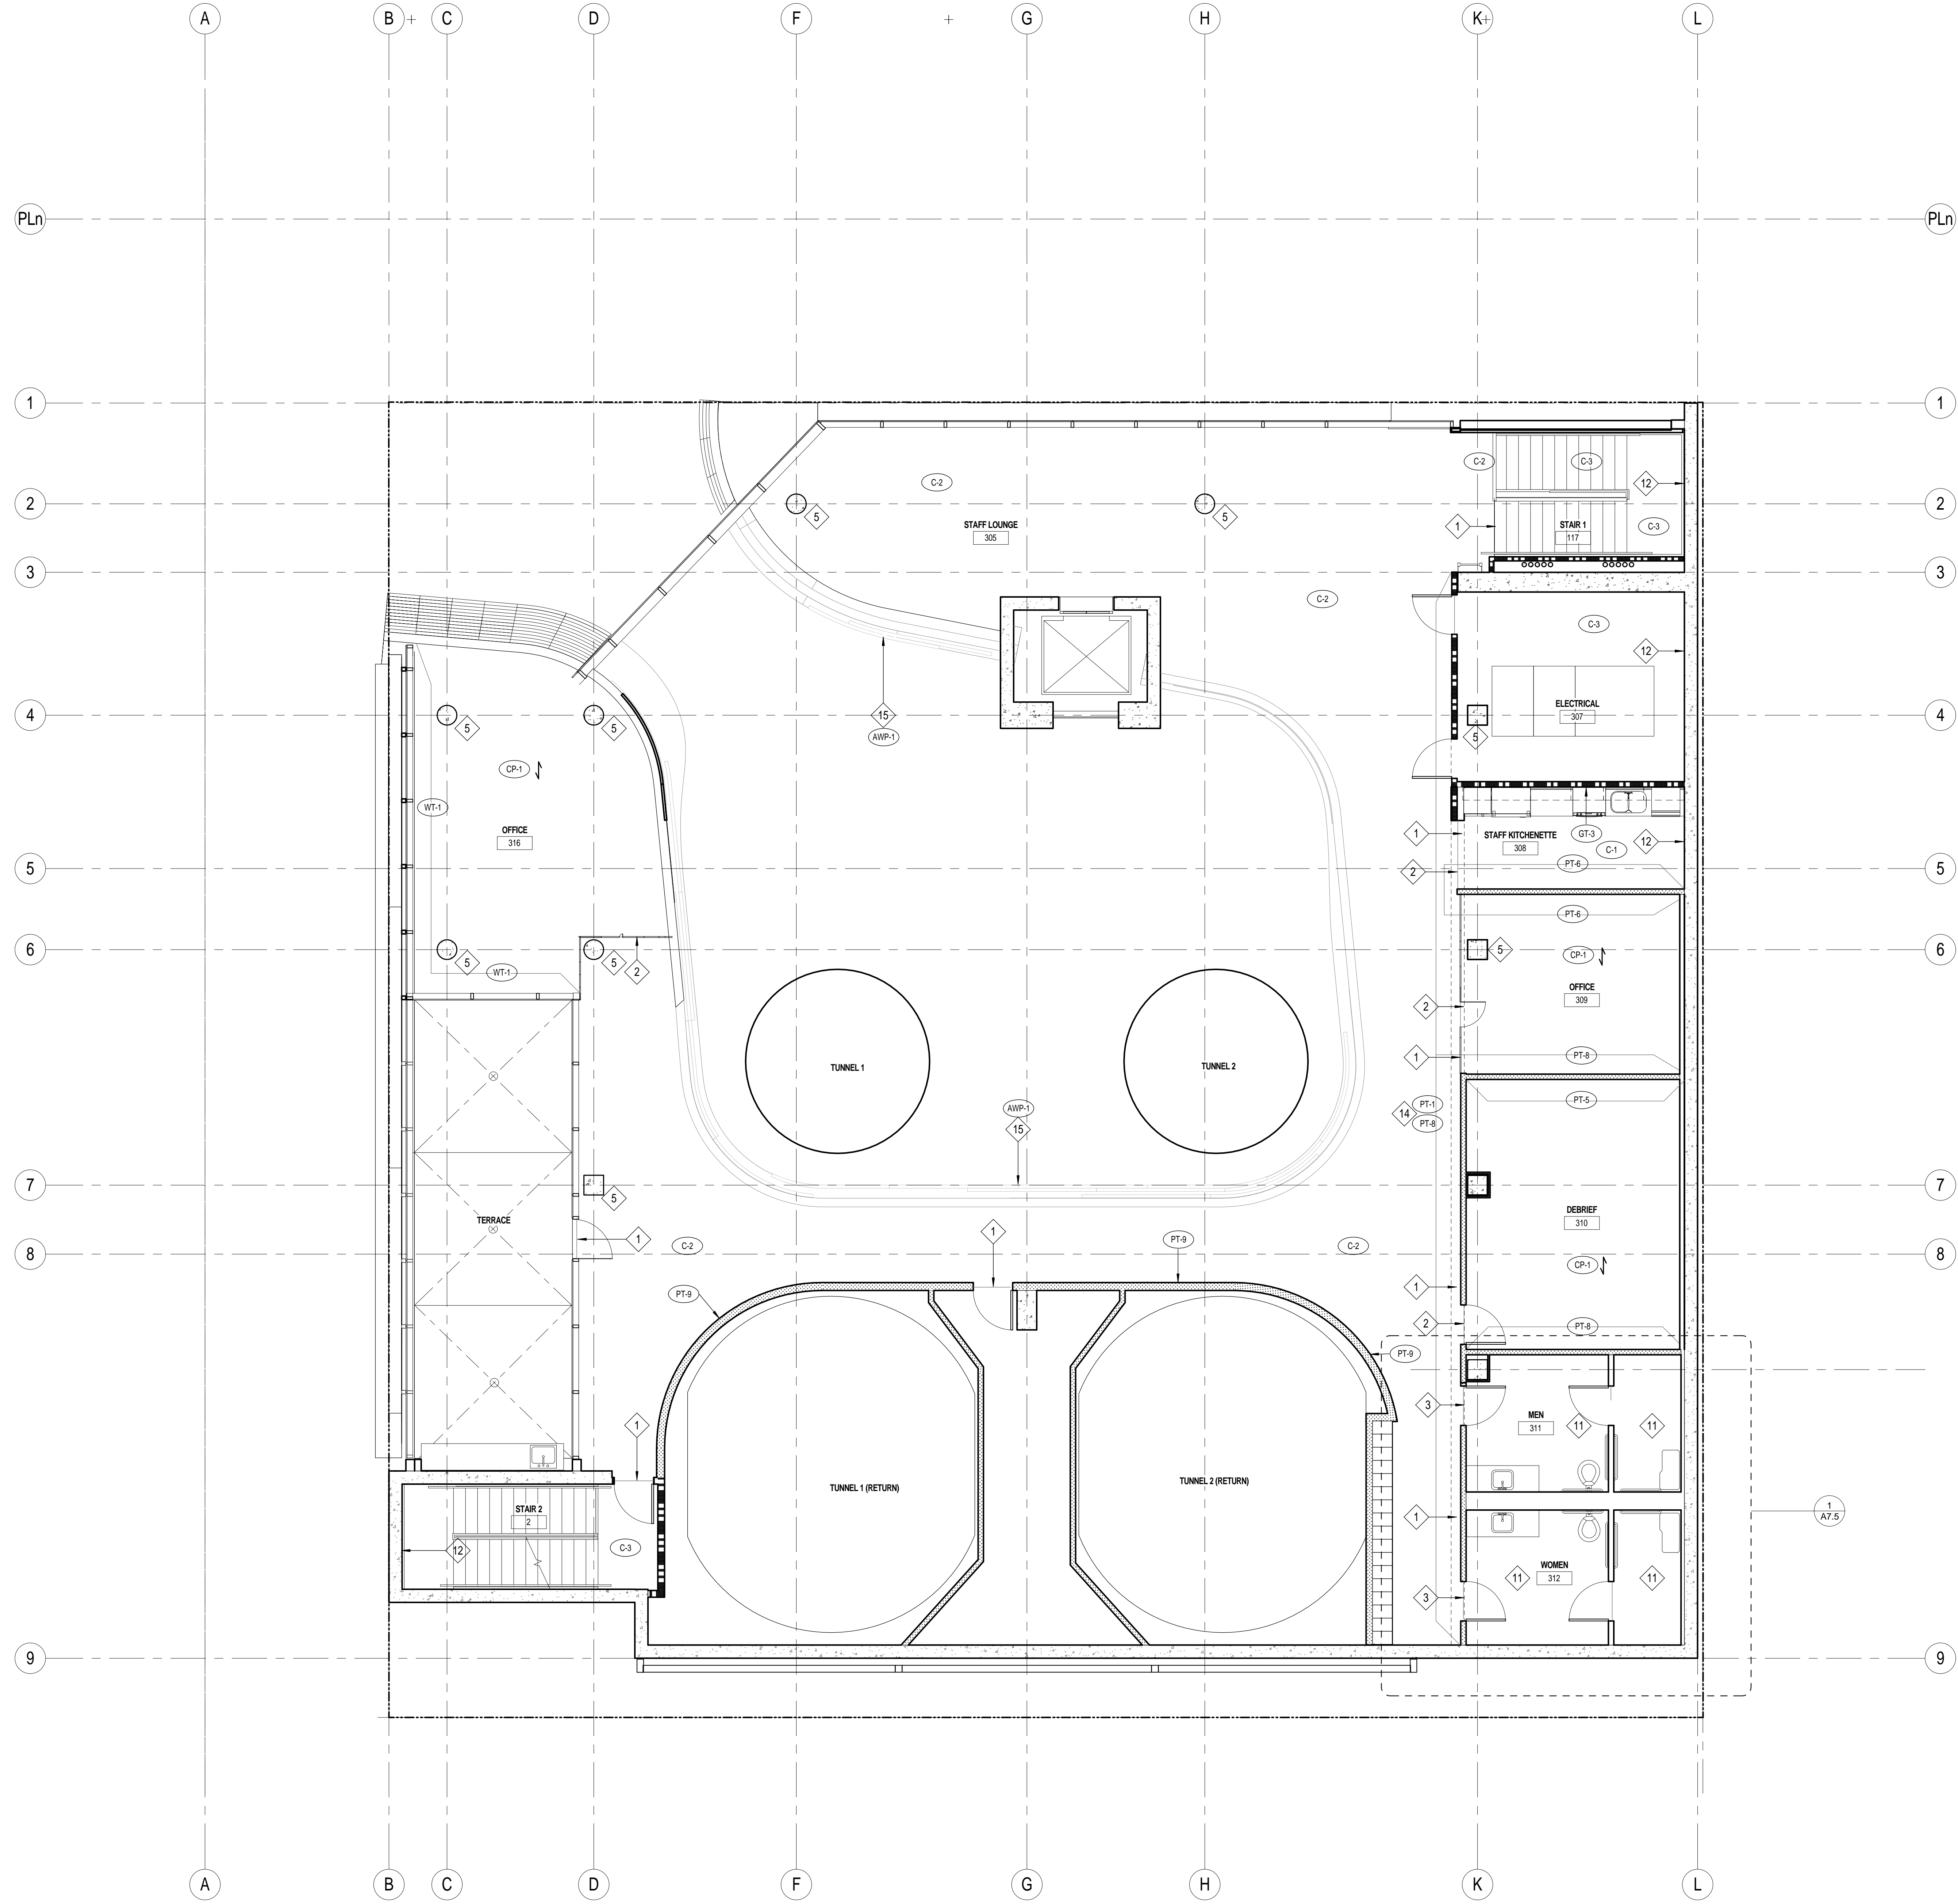 A B C D F G H K L
PLn PLn
1 1
C-2 C-3
12
C-2
2 2
5 5
STAFF LOUNGE
305
1
STAIR 1
117
C-3
3 3
C-2
C-3
12
ELECTRICAL
307
4 4
15
AWP-1
5 5 5
CP-1
WT-1
OFFICE
316
1
STAFF KITCHENETTE
308
GT-3
C-1
12
PT-6
5 5
2
PT-6
6 6
5 5 5
CP-1
WT-1
2
OFFICE
309
2
1
PT-8
TUNNEL 1
TUNNEL 2
PT-5
AWP-1
15
14
PT-1
PT-8
7 7
5
TERRACE
DEBRIEF
310
1
1
C-2
PT-9
C-2
8 8
CP-1
1
PT-9
2
PT-8
PT-9
3
MEN
311
11
11
1
TUNNEL 1 (RETURN)
TUNNEL 2 (RETURN)
STAIR 2
2
12
C-3
1
1
A7.5
WOMEN
312
11
11
3
9 9
A B C D F G H K L